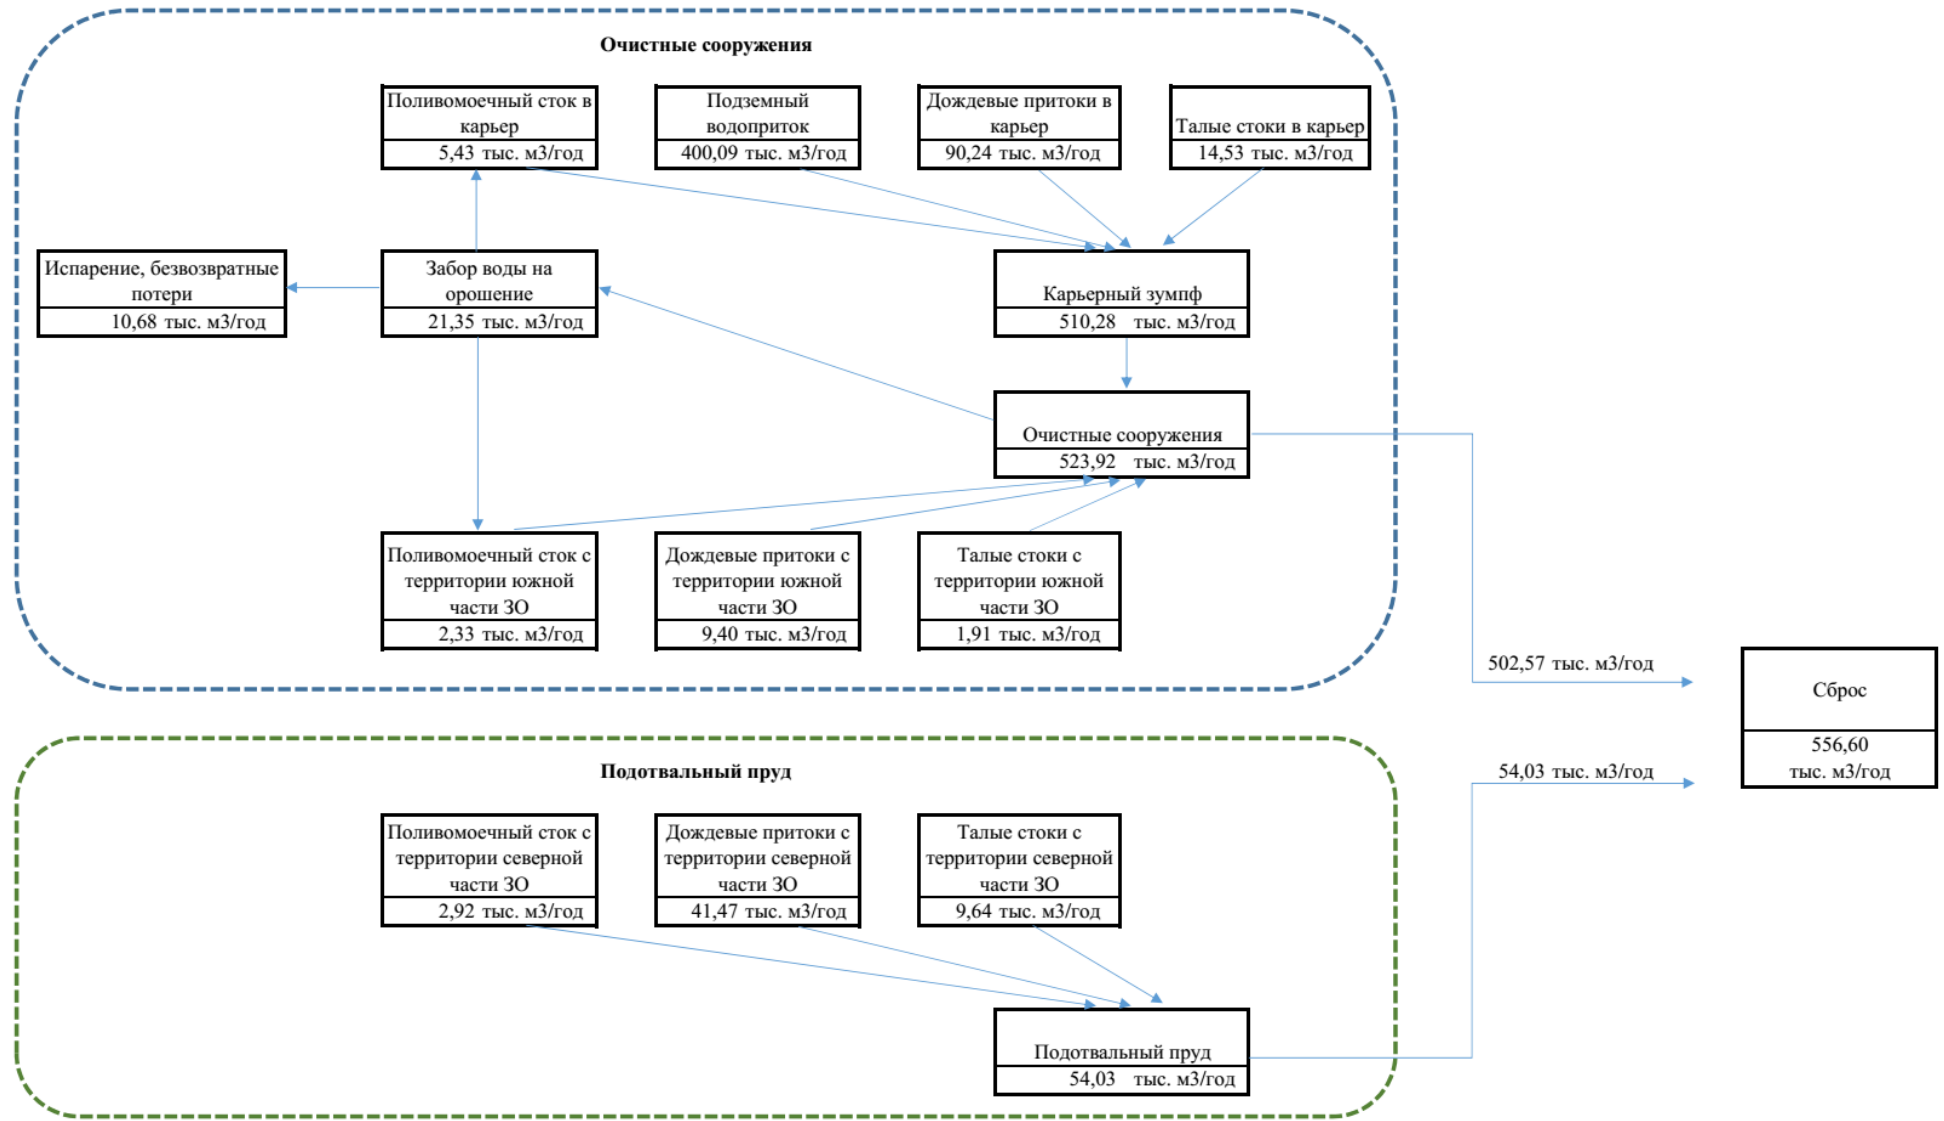 Очистные сооружения
Поливомоечный сток в
карьер
5,43 тыс. м3/год
Подземный
водоприток
400,09 тыс. м3/год
Дождевые притоки в
карьер
90,24 тыс. м3/год
Талые стоки в карьер
14,53 тыс. м3/год
Испарение, безвозвратные
потери
10,68 тыс. м3/год
Забор воды на
орошение
21,35 тыс. м3/год
Карьерный зумпф
510,28 тыс. м3/год
Очистные сооружения
523,92 тыс. м3/год
Поливомоечный сток с
территории южной
части ЗО
2,33 тыс. м3/год
Дождевые притоки с
территории южной
части ЗО
9,40 тыс. м3/год
Талые стоки с
территории южной
части ЗО
1,91 тыс. м3/год
502,57 тыс. м3/год
Сброс
556,60
тыс. м3/год
54,03 тыс. м3/год
Подотвальный пруд
Поливомоечный сток с
территории северной
части ЗО
2,92 тыс. м3/год
Дождевые притоки с
территории северной
части ЗО
41,47 тыс. м3/год
Талые стоки с
территории северной
части ЗО
9,64 тыс. м3/год
Подотвальный пруд
54,03 тыс. м3/год